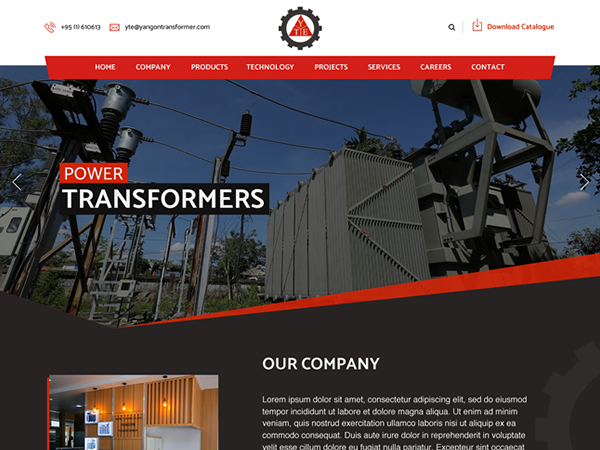 +95 (1) 610613
yte@yangontransformer.com
Download Catalogue
HOME COMPANY PRODUCTS TECHNOLOGY PROJECTS SERVICES CAREERS CONTACT
POWER
TRANSFORMERS
OUR COMPANY
Lorem ipsum dolor sit amet, consectetur adipiscing elit, sed do eiusmod
tempor incididunt ut labore et dolore magna aliqua. Ut enim ad minim
veniam, quis nostrud exercitation ullamco laboris nisi ut aliquip ex ea
commodo consequat. Duis aute irure dolor in reprehenderit in voluptate
velit esse cillum dolore eu fugiat nulla pariatur. Excepteur sint occaecat